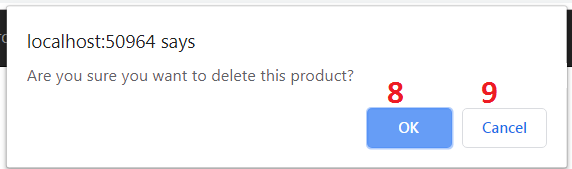 localhost:50964 says
Are you sure you want to delete this product?
8 9
OK Cancel